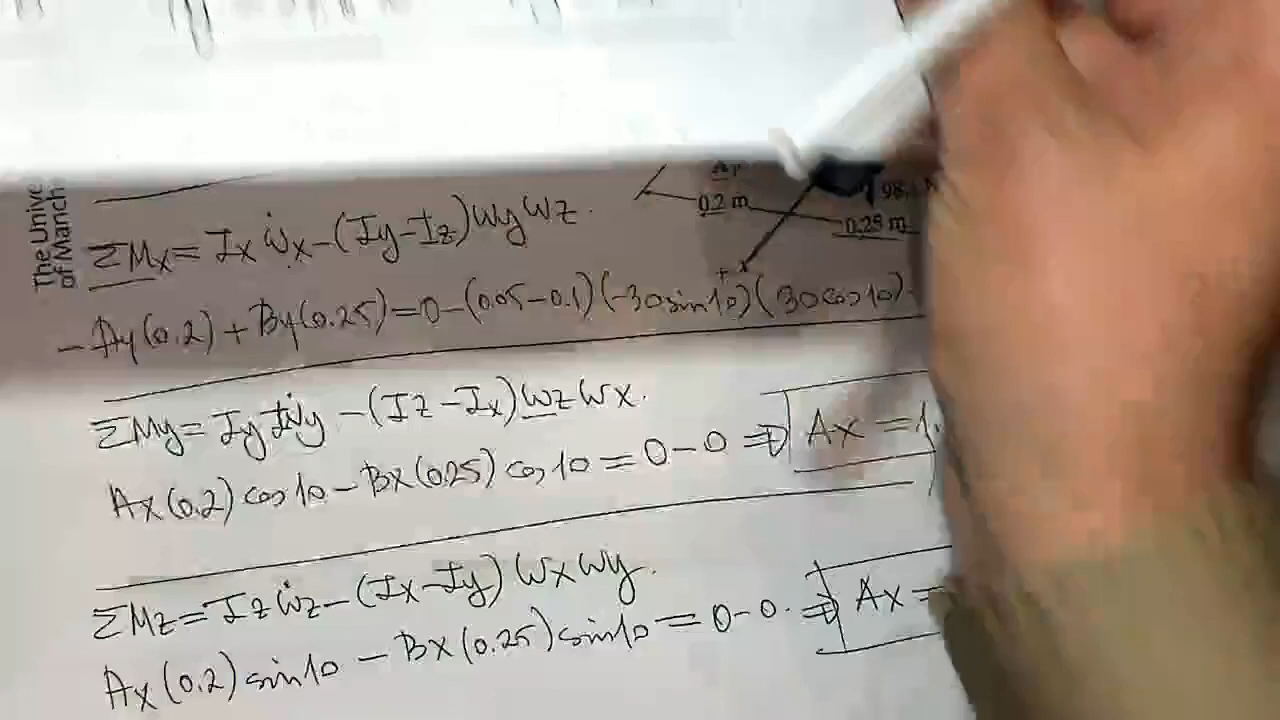 The Unive
of Manch
0.2 m
98.
0.25 m
ΣMx = Ix ω̇x - (Iy - Iz) ωy ωz.
- Ay(0.2) + By(0.25) = 0 - (0.05 - 0.1)(-30 sin 10)(30 cos 10).
ΣMy = Iy ω̇y - (Iz - Ix) ωz ωx.
Ax(0.2) cos 10 - Bx(0.25) cos 10 = 0 - 0 ⇒ Ax = 1.
ΣMz = Iz ω̇z - (Ix - Iy) ωx ωy.
Ax(0.2) sin 10 - Bx(0.25) sin 10 = 0 - 0. ⇒ Ax =